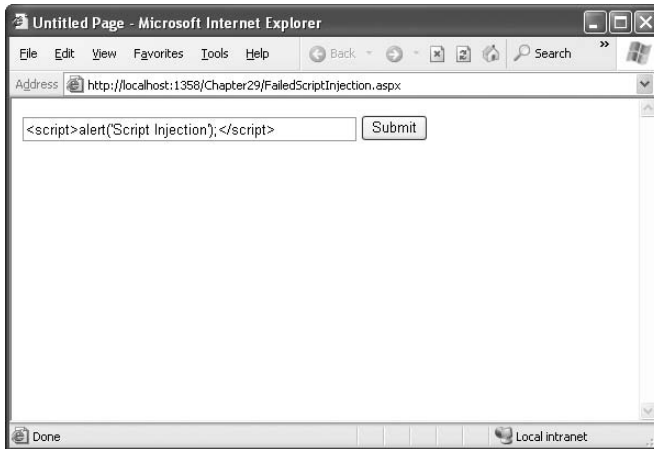 Untitled Page - Microsoft Internet Explorer
File Edit View Favorites Tools Help Back Search »
Address http://localhost:1358/Chapter29/FailedScriptInjection.aspx
<script>alert('Script Injection');</script> Submit
Done Local intranet